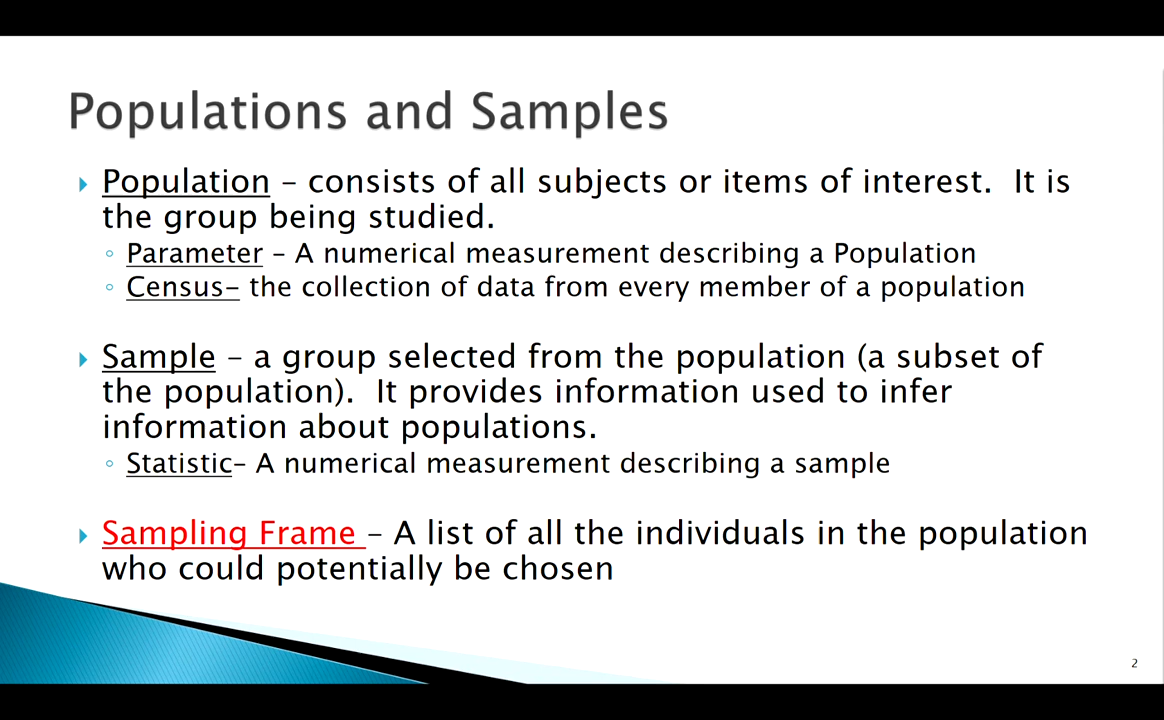 Populations and Samples
Population – consists of all subjects or items of interest.  It is
the group being studied.
Parameter – A numerical measurement describing a Population
Census– the collection of data from every member of a population
Sample – a group selected from the population (a subset of
the population).  It provides information used to infer
information about populations.
Statistic– A numerical measurement describing a sample
Sampling Frame – A list of all the individuals in the population
who could potentially be chosen
2